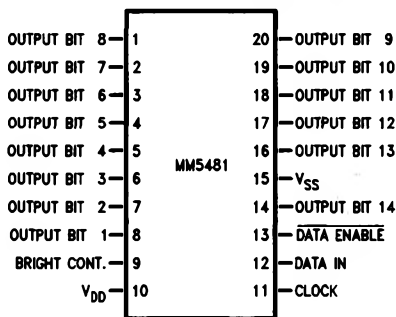 OUTPUT BIT 8 1 20 OUTPUT BIT 9
OUTPUT BIT 7 2 19 OUTPUT BIT 10
OUTPUT BIT 6 3 18 OUTPUT BIT 11
OUTPUT BIT 5 4 17 OUTPUT BIT 12
OUTPUT BIT 4 5 16 OUTPUT BIT 13
MM5481
OUTPUT BIT 3 6 15 VSS
OUTPUT BIT 2 7 14 OUTPUT BIT 14
OUTPUT BIT 1 8 13 DATA ENABLE
BRIGHT CONT. 9 12 DATA IN
VDD 10 11 CLOCK